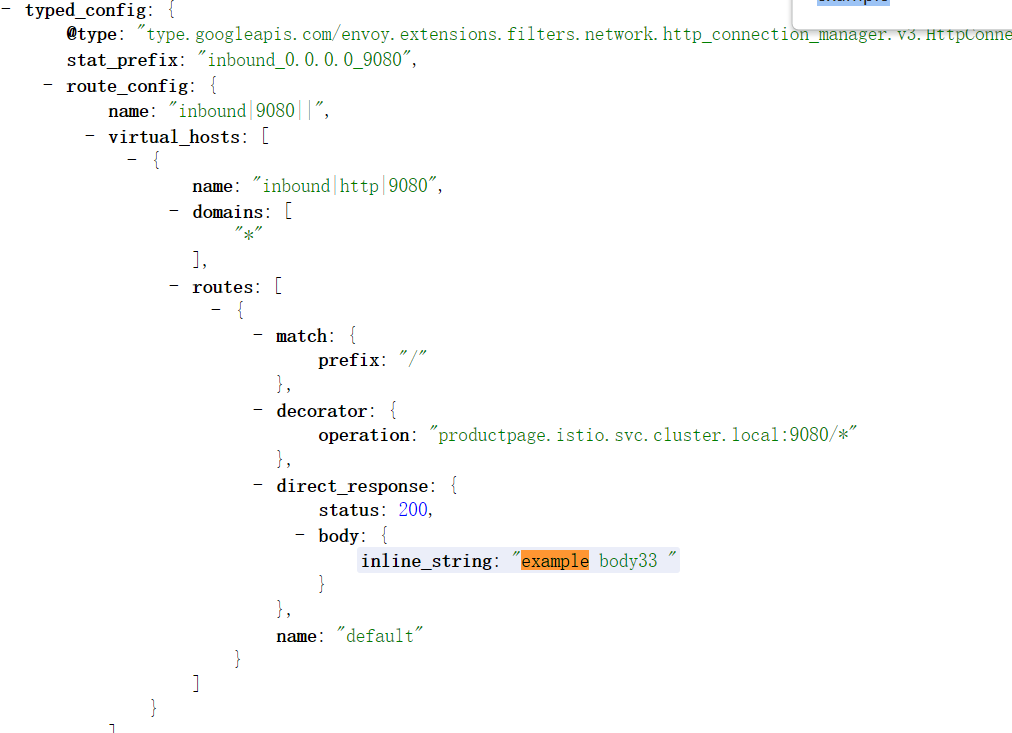 - typed_config: {
@type: "type.googleapis.com/envoy.extensions.filters.network.http_connection_manager.v3.HttpConne
stat_prefix: "inbound_0.0.0.0_9080",
- route_config: {
name: "inbound|9080||",
- virtual_hosts: [
- {
name: "inbound|http|9080",
- domains: [
"*"
],
- routes: [
- {
- match: {
prefix: "/"
},
- decorator: {
operation: "productpage.istio.svc.cluster.local:9080/*"
},
- direct_response: {
status: 200,
- body: {
inline_string: "example body33 "
}
},
name: "default"
}
]
}
]